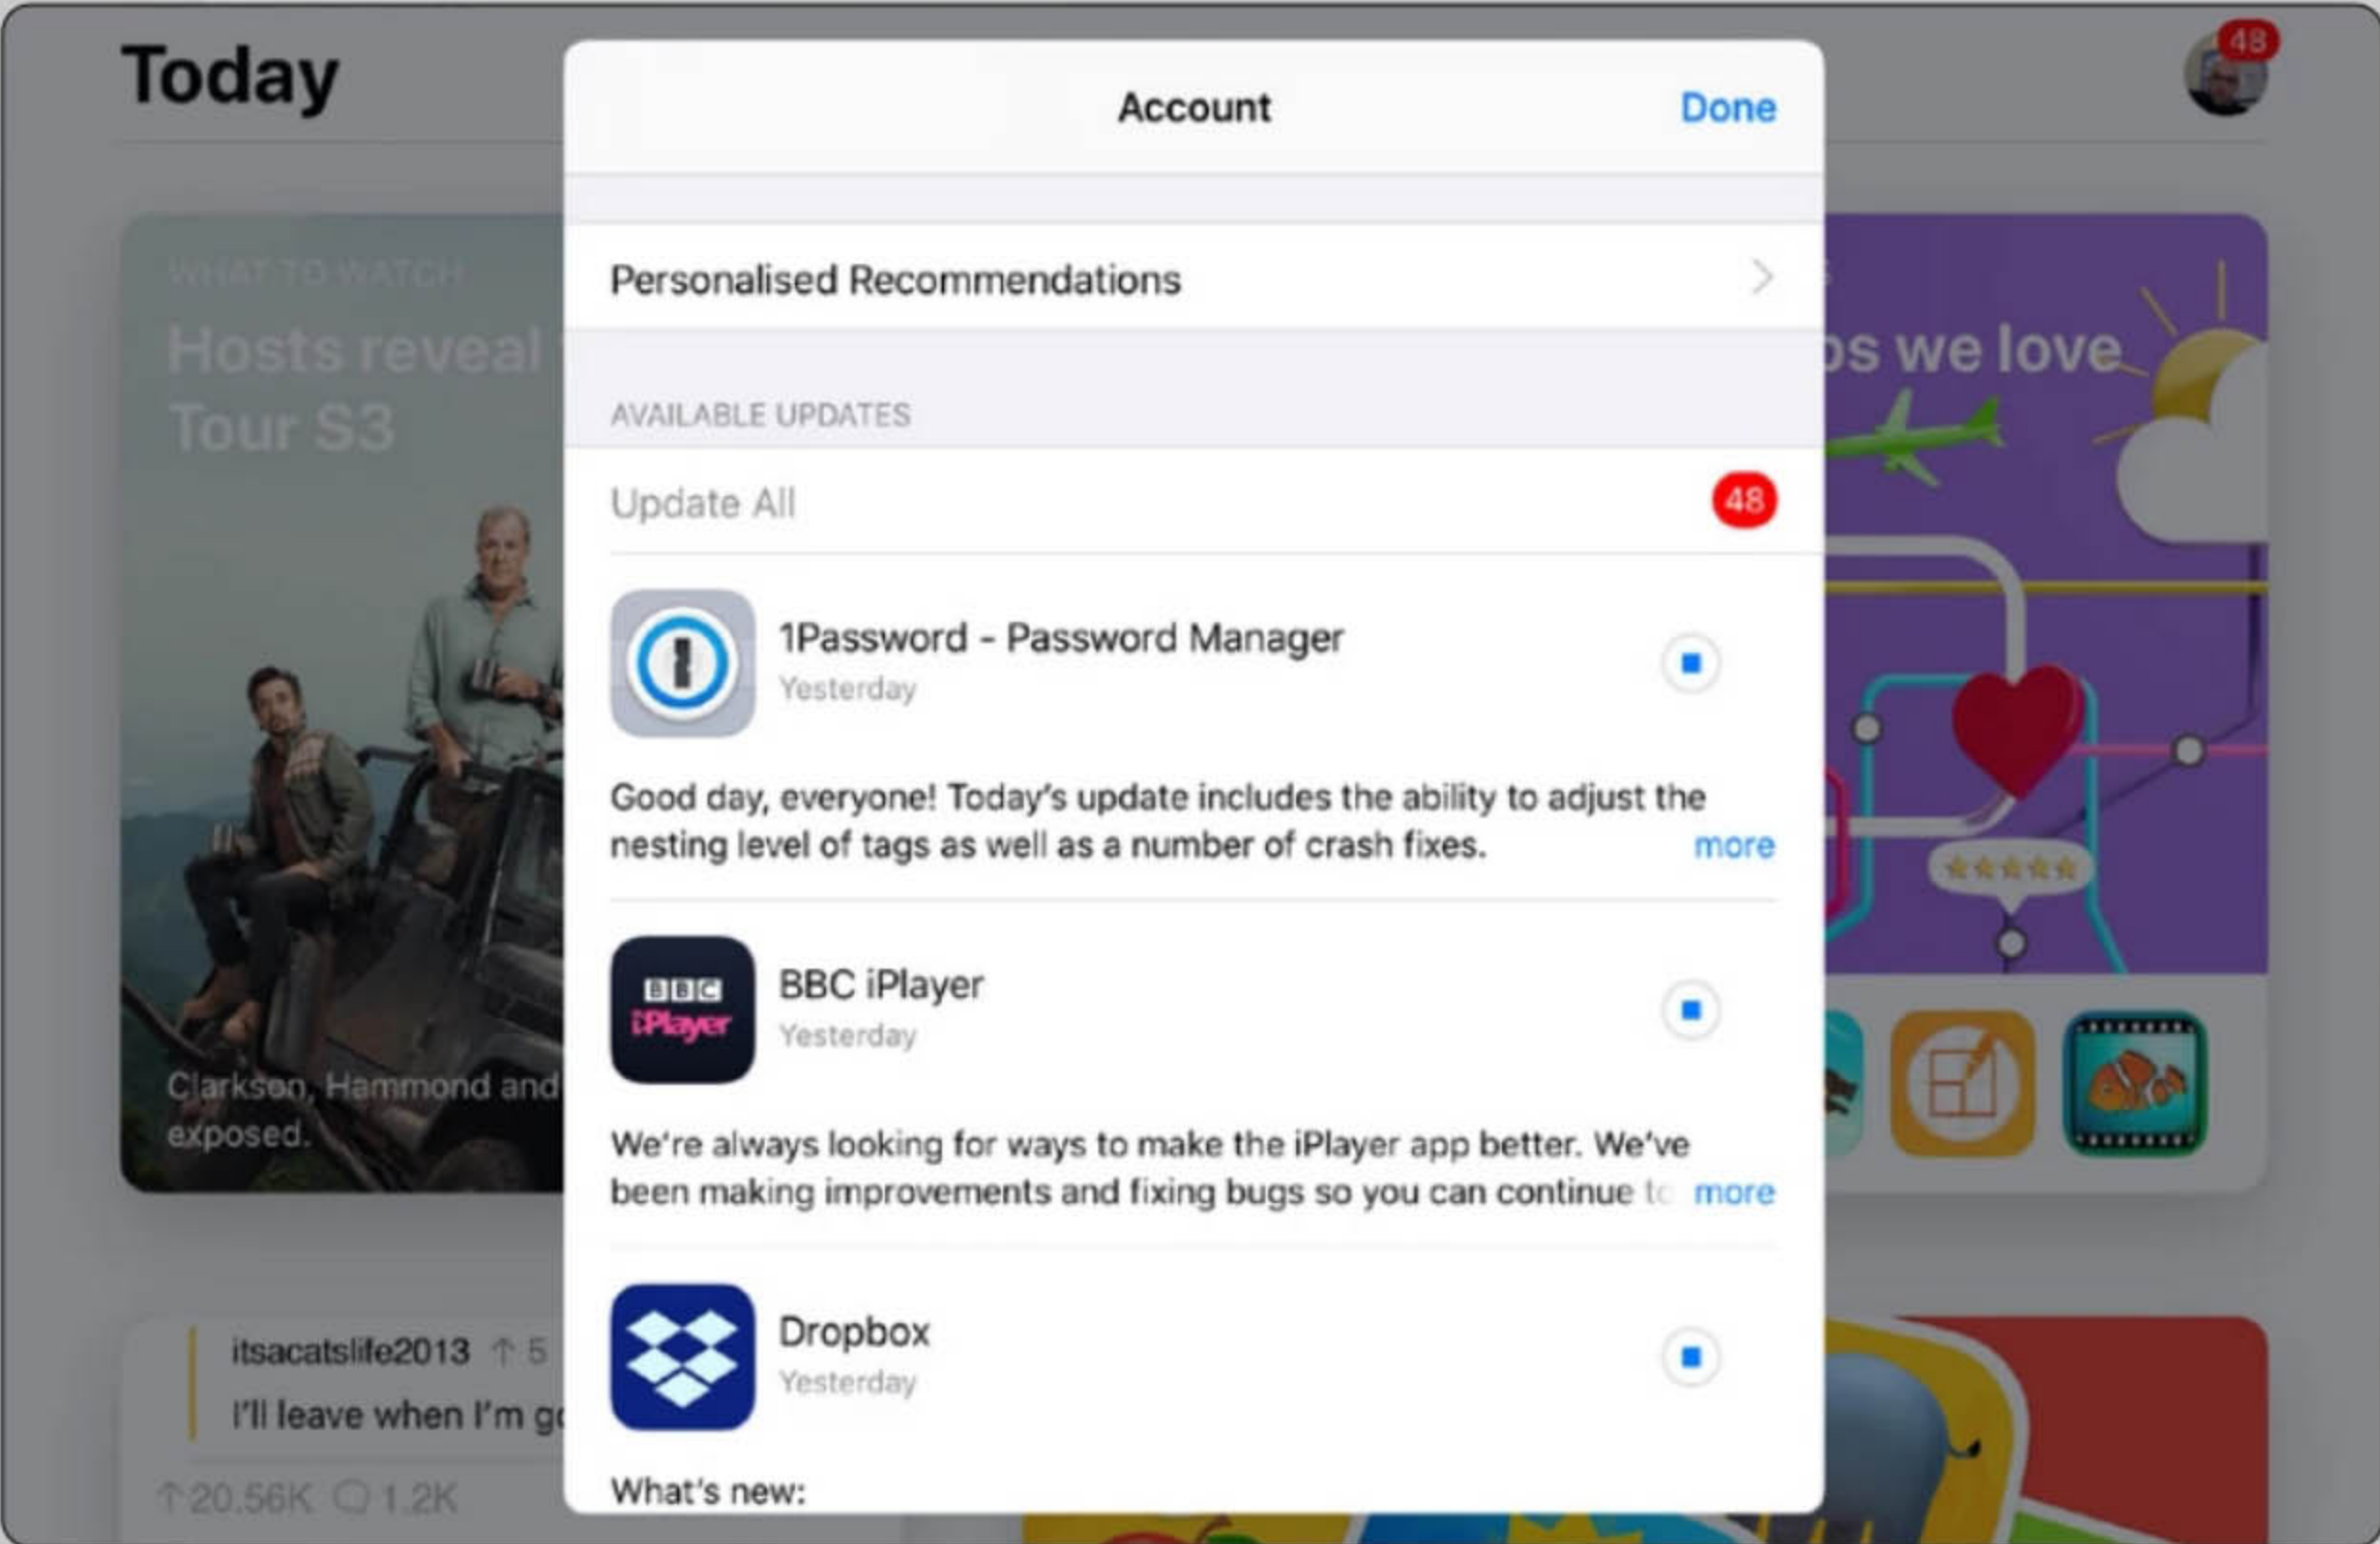 Today
48
Account
Done
WHAT TO WATCH
Hosts reveal
Tour S3
Personalised Recommendations
we love
AVAILABLE UPDATES
Update All
48
1Password - Password Manager
Yesterday
Good day, everyone! Today's update includes the ability to adjust the
nesting level of tags as well as a number of crash fixes.
more
BBC
iPlayer
BBC iPlayer
Yesterday
Clarkson, Hammond and
exposed.
We're always looking for ways to make the iPlayer app better. We've
been making improvements and fixing bugs so you can continue to
more
Dropbox
Yesterday
itsacatslife2013 ↑ 5
I'll leave when I'm
↑20.56K 1.2K
What's new: